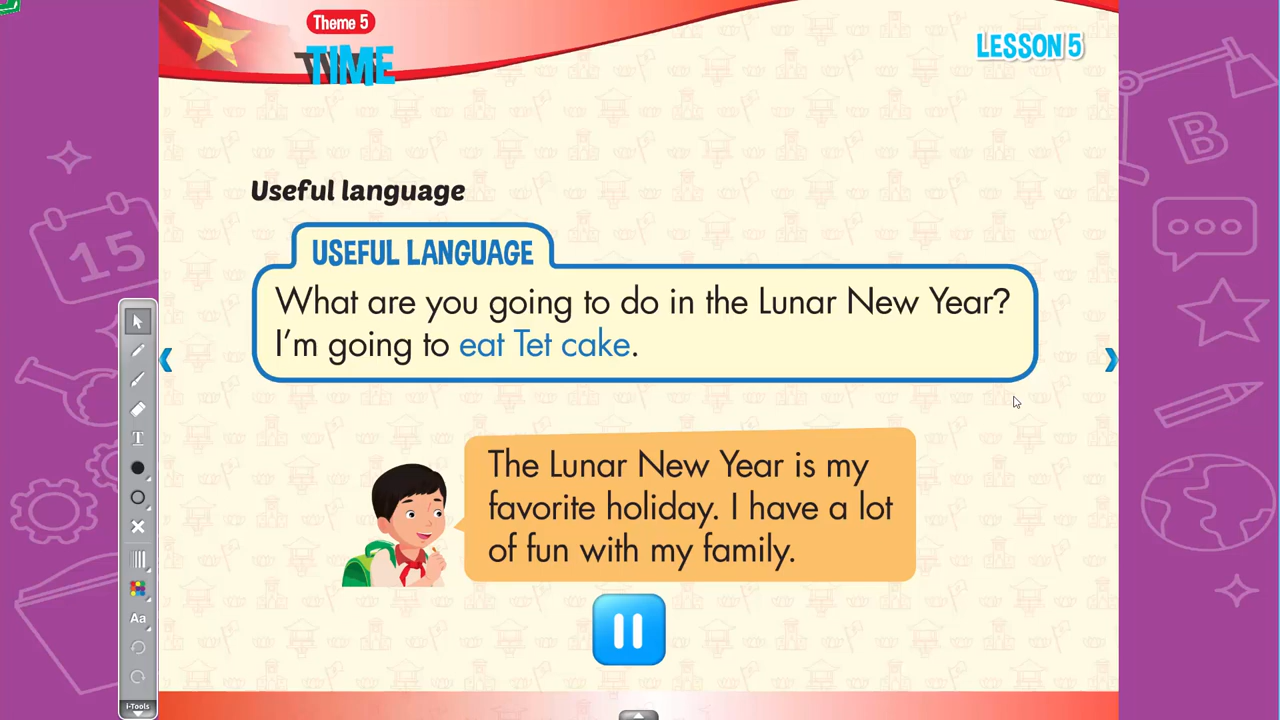 Theme 5
TIME
LESSON 5
15
B
Useful language
USEFUL LANGUAGE
What are you going to do in the Lunar New Year?
I'm going to eat Tet cake.
The Lunar New Year is my
favorite holiday. I have a lot
of fun with my family.
T
Aa
i-Tools